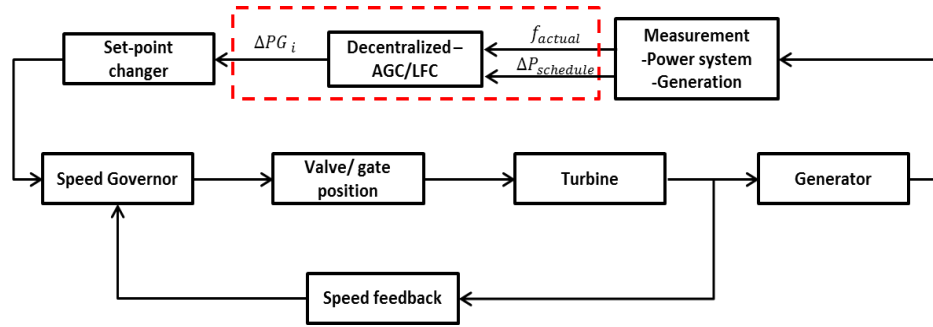 Set-point
changer
ΔPG i
Decentralized –
AGC/LFC
f actual
ΔP schedule
Measurement
-Power system
-Generation
Speed Governor
Valve/ gate
position
Turbine
Generator
Speed feedback